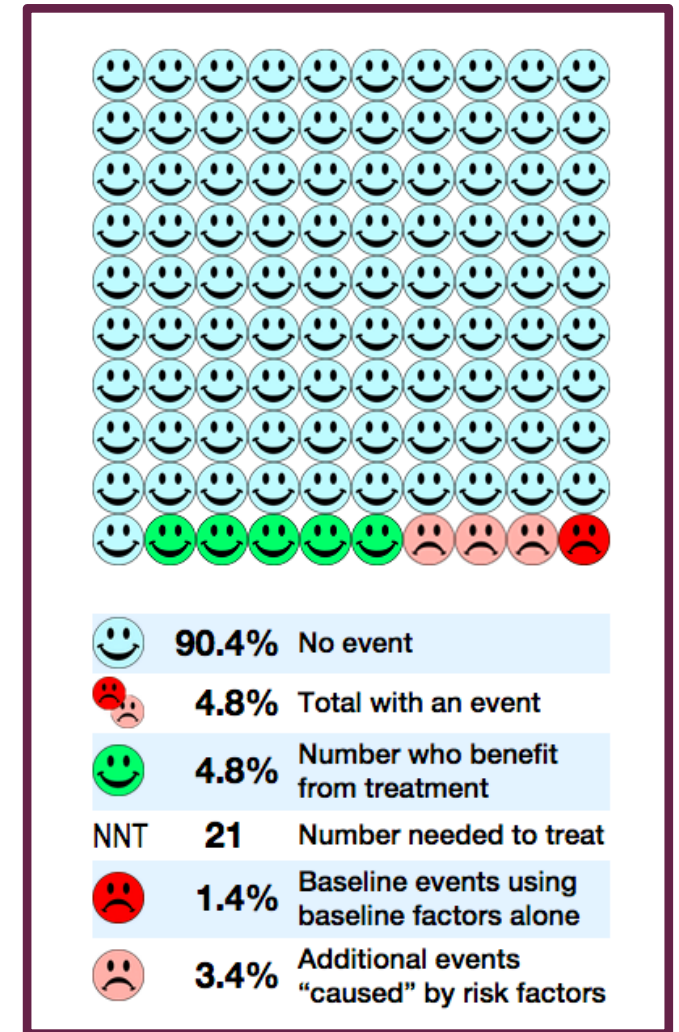 90.4% No event
4.8% Total with an event
4.8% Number who benefit
from treatment
NNT 21 Number needed to treat
1.4% Baseline events using
baseline factors alone
3.4% Additional events
“caused” by risk factors